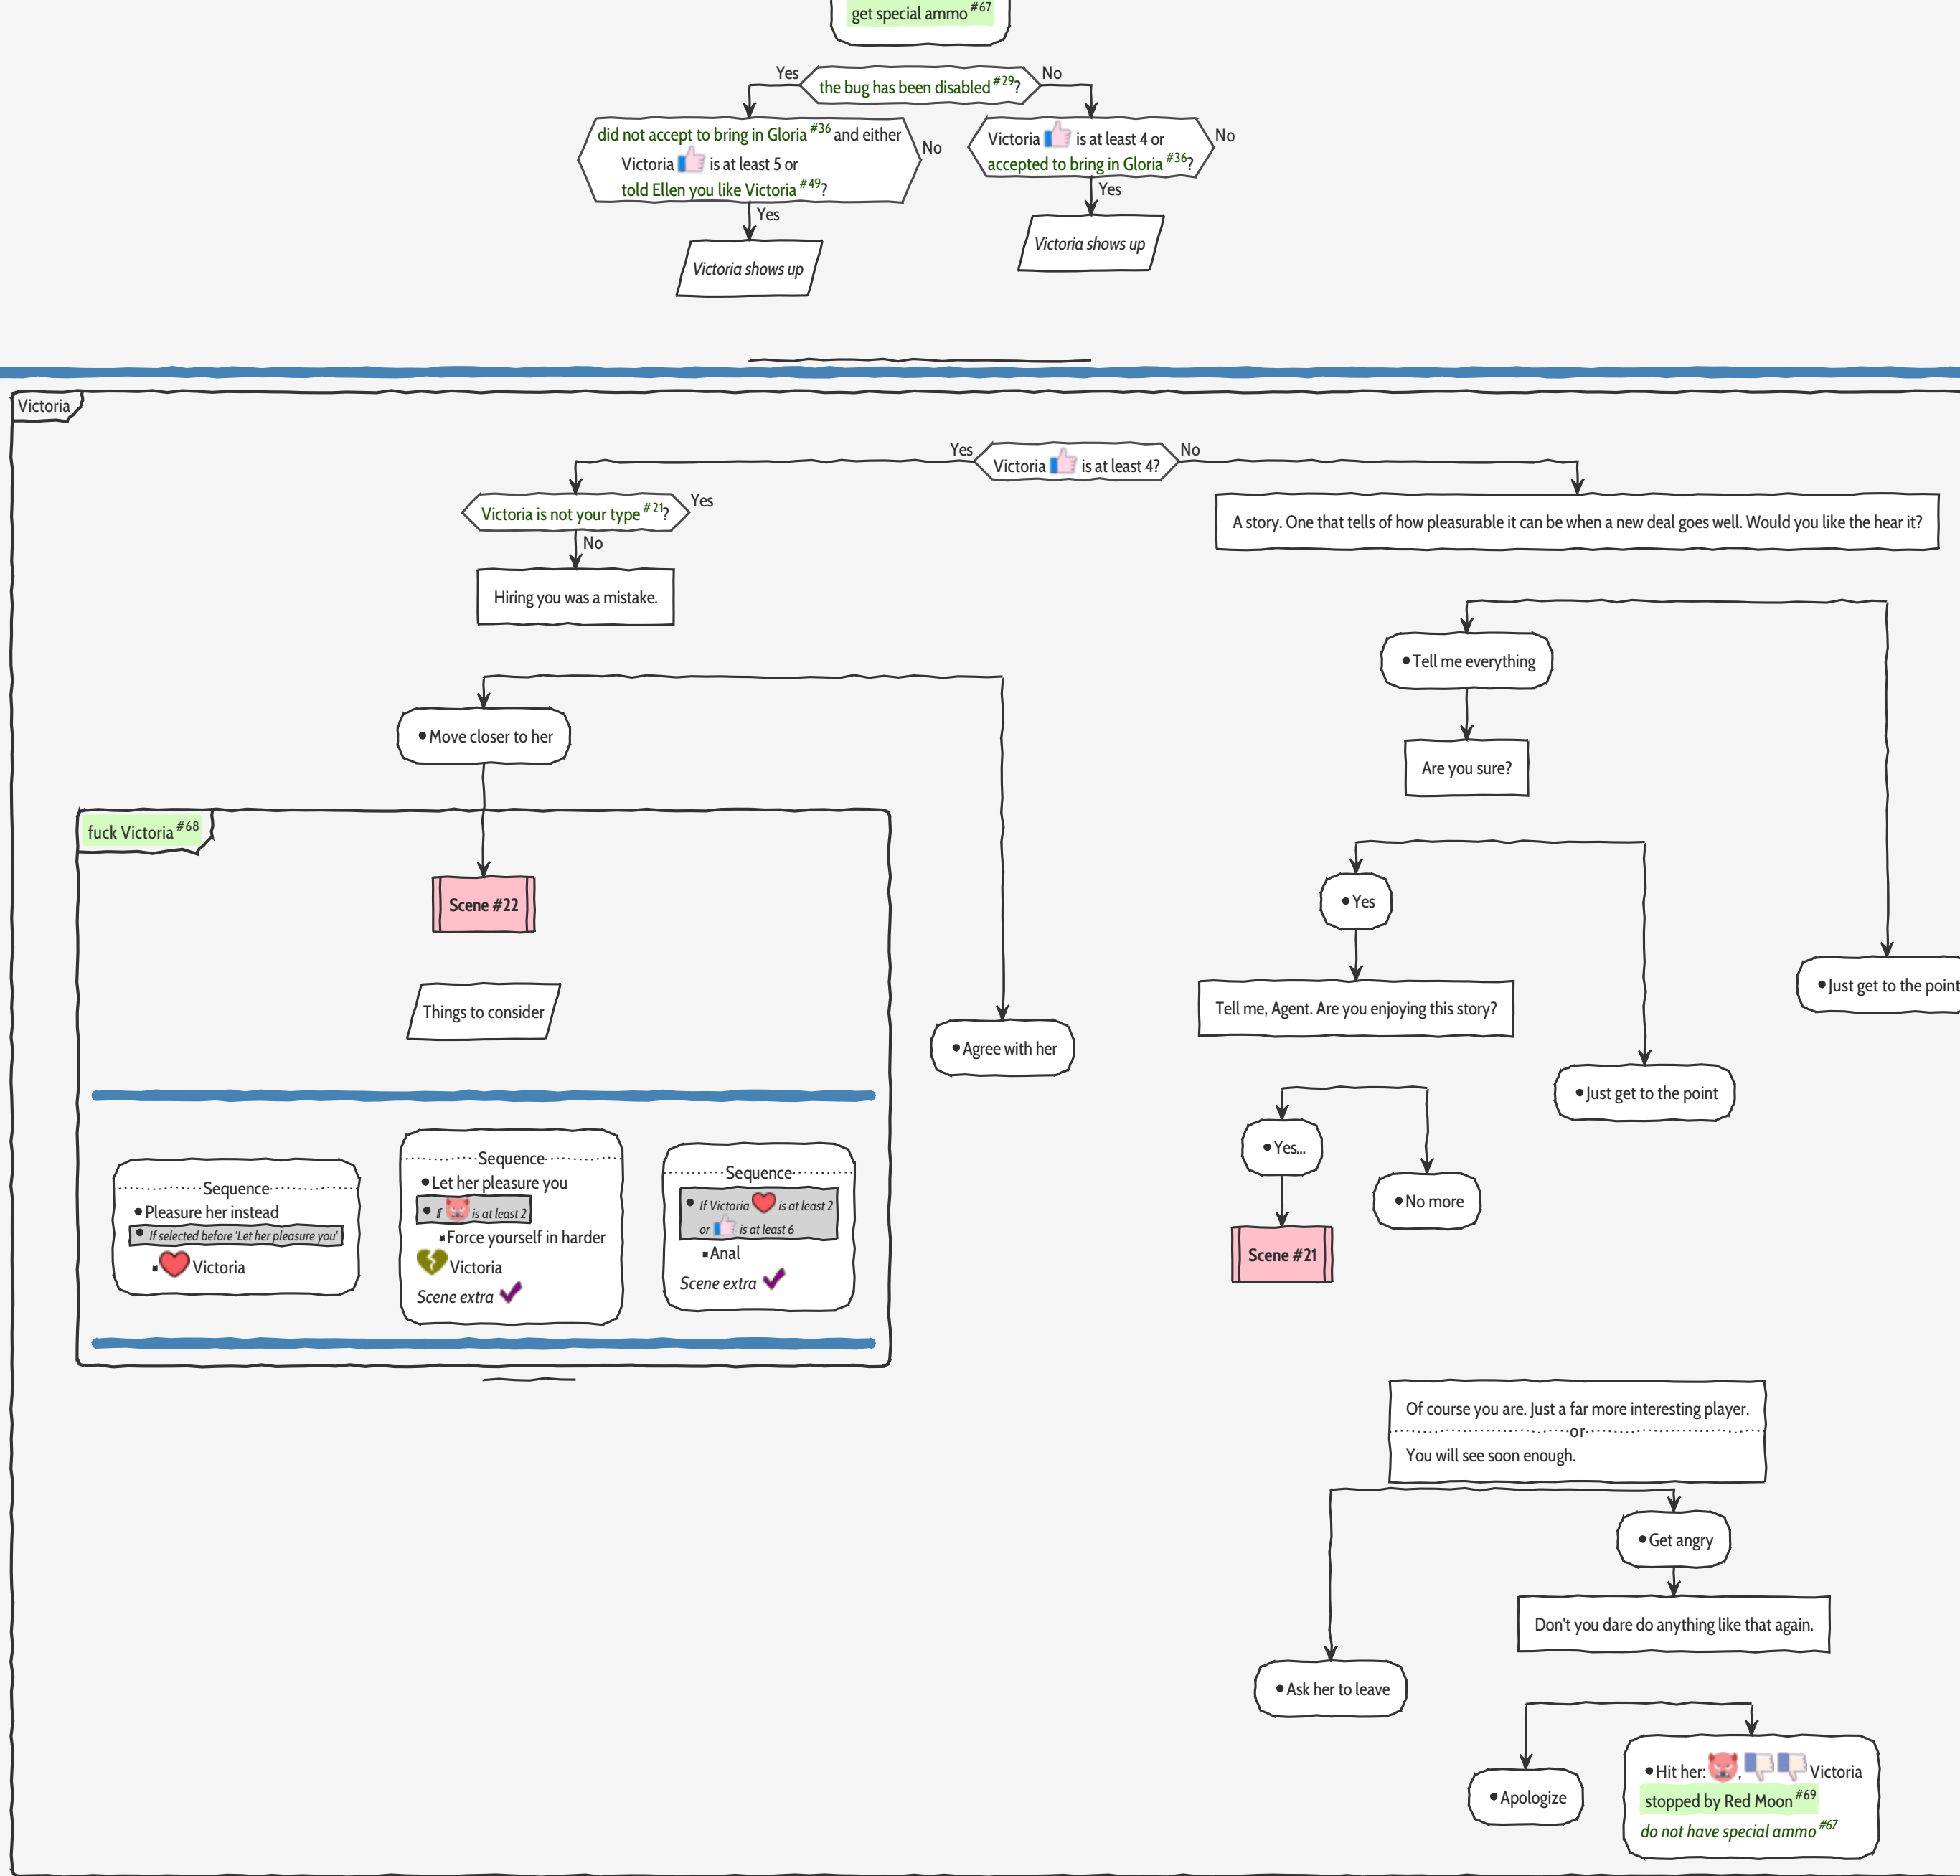 get special ammo #67
Yes
the bug has been disabled #29?
No
did not accept to bring in Gloria #36 and either
Victoria is at least 5 or
told Ellen you like Victoria #49?
No
Victoria is at least 4 or
accepted to bring in Gloria #36?
No
Yes
Yes
Victoria shows up
Victoria shows up
Victoria
Yes
Victoria is at least 4?
No
Victoria is not your type #21?
Yes
No
A story. One that tells of how pleasurable it can be when a new deal goes well. Would you like the hear it?
Hiring you was a mistake.
• Tell me everything
• Move closer to her
Are you sure?
fuck Victoria #68
Scene #22
• Yes
• Just get to the point
Things to consider
Tell me, Agent. Are you enjoying this story?
• Agree with her
• Just get to the point
• Yes...
• No more
Scene #21
Sequence
• Pleasure her instead
• If selected before 'Let her pleasure you'
▪ Victoria
Sequence
• Let her pleasure you
• If is at least 2
▪ Force yourself in harder
Victoria
Scene extra
Sequence
• If Victoria is at least 2
or is at least 6
▪ Anal
Scene extra
Of course you are. Just a far more interesting player.
or
You will see soon enough.
• Get angry
Don't you dare do anything like that again.
• Ask her to leave
• Apologize
• Hit her: , Victoria
stopped by Red Moon #69
do not have special ammo #67